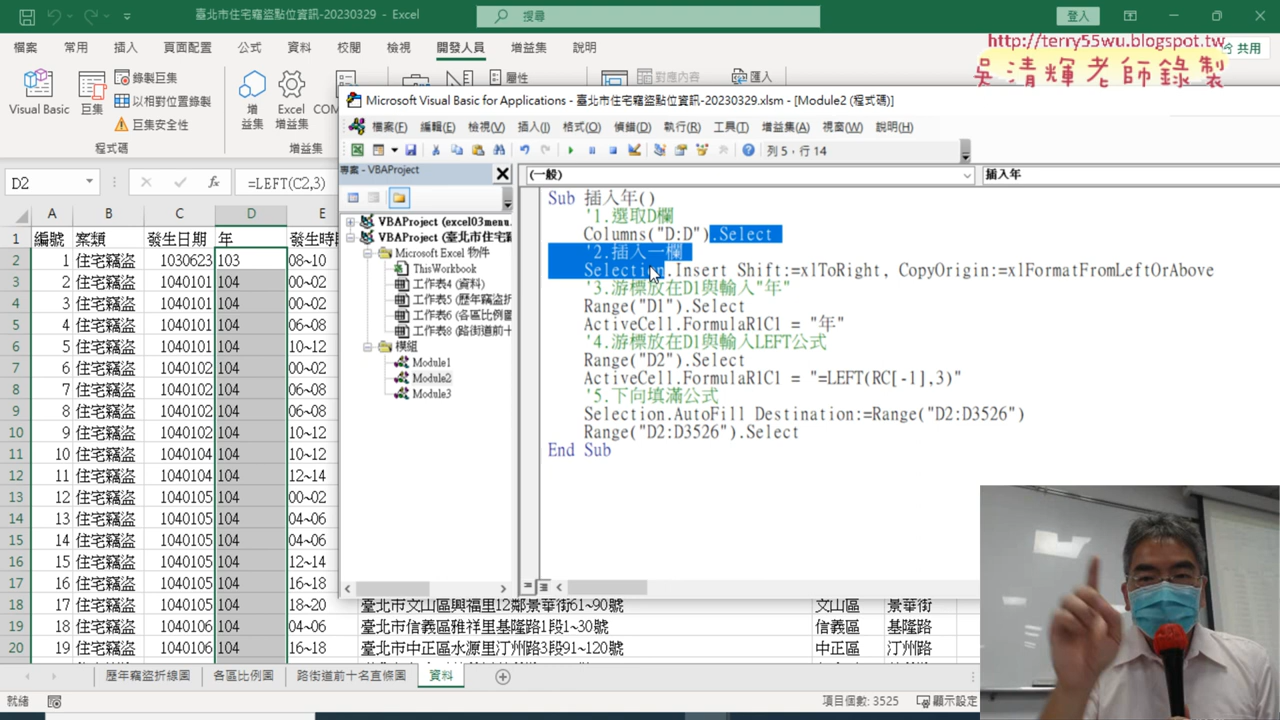 臺北市住宅竊盜點位資訊-20230329 - Excel
搜尋
登入
檔案 常用 插入 頁面配置 公式 資料 校閱 檢視 開發人員 增益集 說明
http://terry55wu.blogspot.tw
共用
吳清輝老師錄製
Visual Basic
巨集
錄製巨集
以相對位置錄製
巨集安全性
增益集
Excel 增益集
屬性
對應內容
匯入
程式碼
增益集
Microsoft Visual Basic for Applications - 臺北市住宅竊盜點位資訊-20230329.xlsm - [Module2 (程式碼)]
檔案(F) 編輯(E) 檢視(V) 插入(I) 格式(O) 偵錯(D) 執行(R) 工具(T) 增益集(A) 視窗(W) 說明(H)
列 5，行 14
D2
=LEFT(C2,3)
專案 - VBAProject
(一般)
插入年
VBAProject (excel03menu.
VBAProject (臺北市住宅竊
Microsoft Excel 物件
ThisWorkbook
工作表4 (資料)
工作表5 (歷年竊盜折
工作表6 (各區比例圖
工作表8 (路街道前十
模組
Module1
Module2
Module3
Sub 插入年()
'1.選取D欄
Columns("D:D").Select
'2.插入一欄
Selection.Insert Shift:=xlToRight, CopyOrigin:=xlFormatFromLeftOrAbove
'3.游標放在D1與輸入"年"
Range("D1").Select
ActiveCell.FormulaR1C1 = "年"
'4.游標放在D1與輸入LEFT公式
Range("D2").Select
ActiveCell.FormulaR1C1 = "=LEFT(RC[-1],3)"
'5.下向填滿公式
Selection.AutoFill Destination:=Range("D2:D3526")
Range("D2:D3526").Select
End Sub
A B C D E
1 編號 案類 發生日期 年 發生時段
2 1 住宅竊盜 1030623 103 08~10
3 2 住宅竊盜 1040101 104 00~02
4 3 住宅竊盜 1040101 104 00~02
5 4 住宅竊盜 1040101 104 06~08
6 5 住宅竊盜 1040101 104 10~12
7 6 住宅竊盜 1040102 104 00~02
8 7 住宅竊盜 1040102 104 06~08
9 8 住宅竊盜 1040102 104 06~08
10 9 住宅竊盜 1040102 104 10~12
11 10 住宅竊盜 1040104 104 10~12
12 11 住宅竊盜 1040104 104 12~14
13 12 住宅竊盜 1040105 104 00~02
14 13 住宅竊盜 1040105 104 04~06
15 14 住宅竊盜 1040105 104 04~06
16 15 住宅竊盜 1040105 104 12~14
17 16 住宅竊盜 1040105 104 16~18
18 17 住宅竊盜 1040105 104 18~20 臺北市文山區興福里12鄰景華街61~90號 文山區 景華街
19 18 住宅竊盜 1040106 104 04~06 臺北市信義區雅祥里基隆路1段1~30號 信義區 基隆路
20 19 住宅竊盜 1040106 104 16~18 臺北市中正區水源里汀州路3段91~120號 中正區 汀州路
歷年竊盜折線圖 各區比例圖 路街道前十名直條圖 資料
就緒
項目個數: 3525
顯示設定